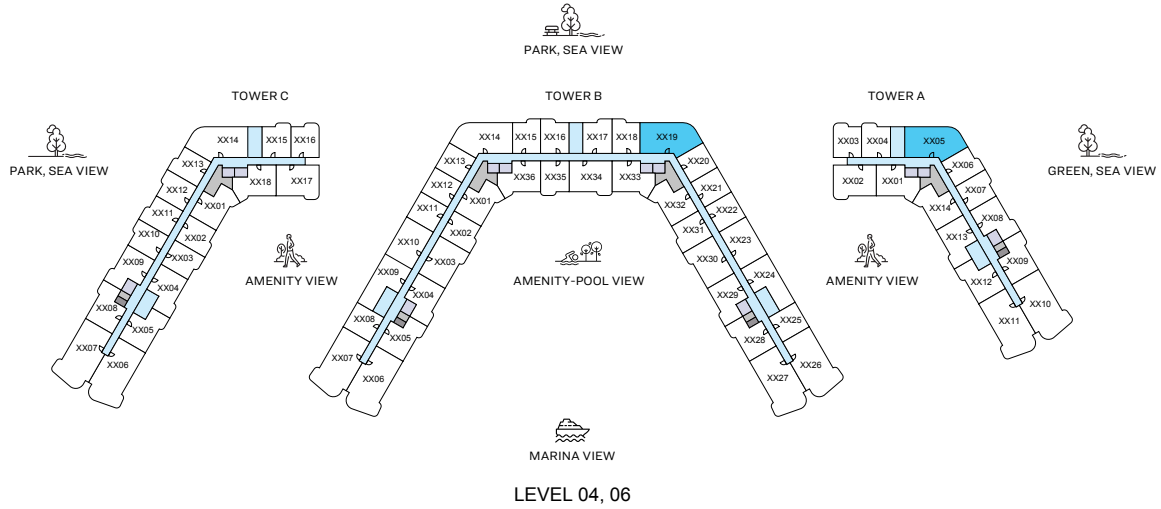 PARK, SEA VIEW
TOWER C
TOWER B
TOWER A
PARK, SEA VIEW
GREEN, SEA VIEW
XX14
XX15
XX16
XX13
XX12
XX18
XX17
XX11
XX01
XX10
XX02
XX09
XX03
XX04
XX08
XX05
XX07
XX06
AMENITY VIEW
XX14
XX15
XX16
XX17
XX18
XX19
XX13
XX20
XX12
XX36
XX35
XX34
XX33
XX21
XX11
XX01
XX32
XX22
XX10
XX02
XX31
XX23
XX09
XX03
XX30
XX24
XX08
XX04
XX29
XX25
XX07
XX05
XX28
XX26
XX06
XX27
AMENITY-POOL VIEW
AMENITY VIEW
XX03
XX04
XX05
XX06
XX02
XX01
XX07
XX14
XX08
XX13
XX09
XX12
XX10
XX11
MARINA VIEW
LEVEL 04, 06